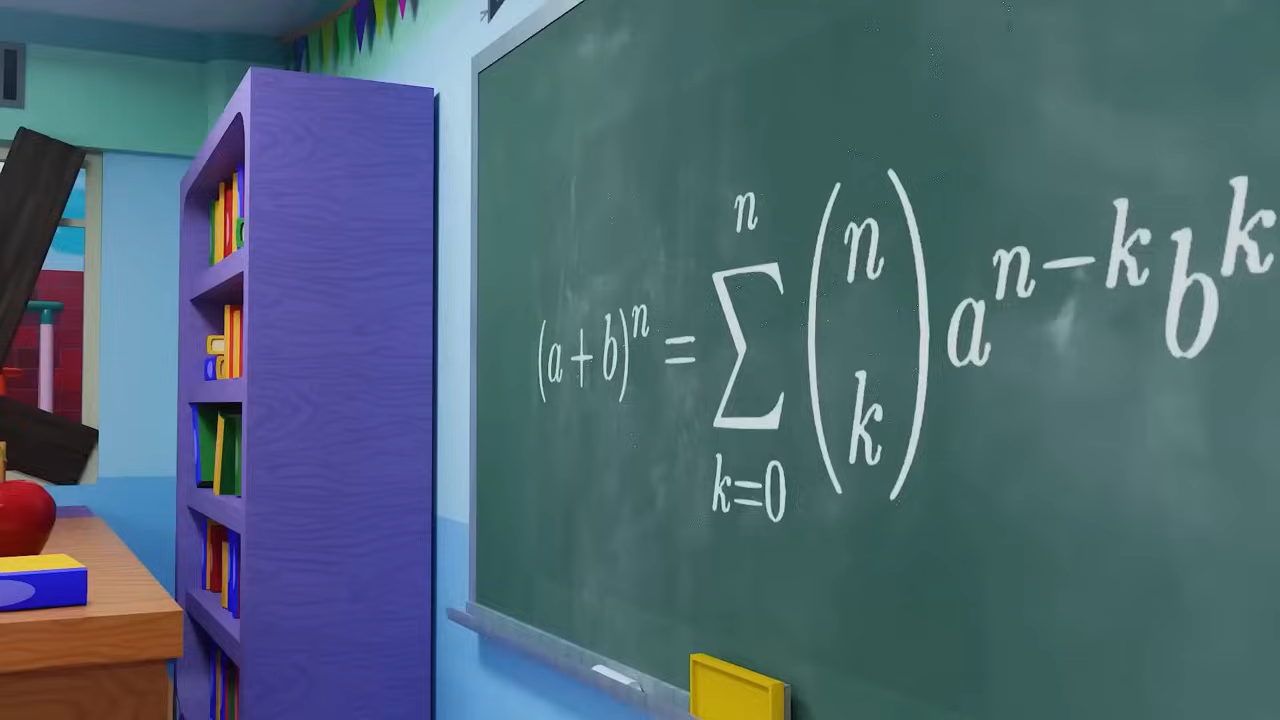 (a+b)^n = \sum_{k=0}^{n} \binom{n}{k} a^{n-k} b^k